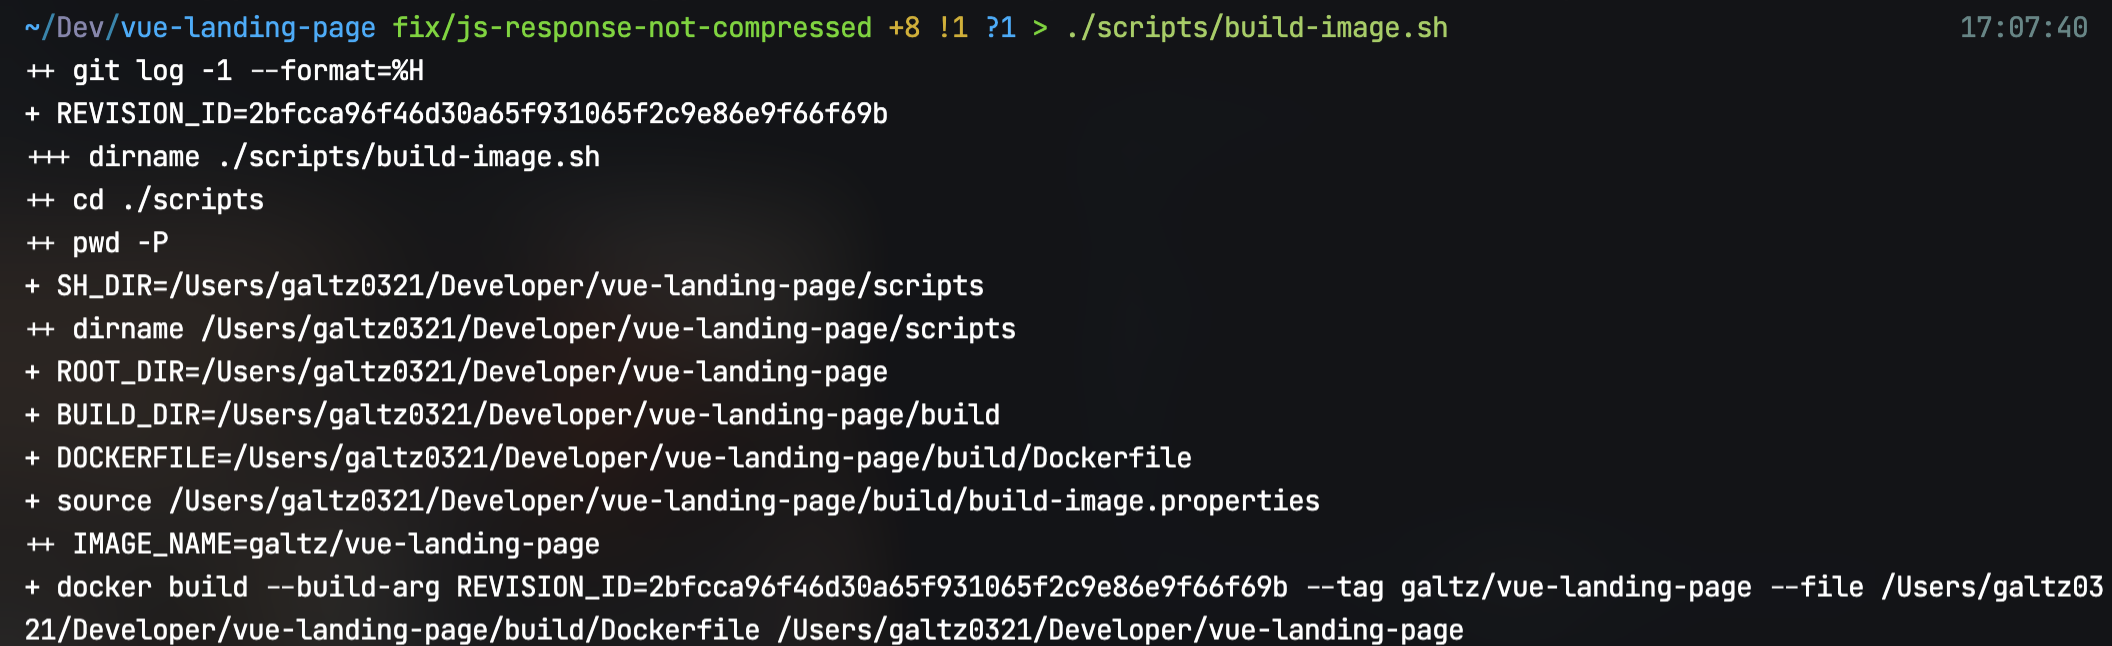 ~/Dev/vue-landing-page fix/js-response-not-compressed +8 !1 ?1 > ./scripts/build-image.sh 17:07:40
++ git log -1 --format=%H
+ REVISION_ID=2bfcca96f46d30a65f931065f2c9e86e9f66f69b
+++ dirname ./scripts/build-image.sh
++ cd ./scripts
++ pwd -P
+ SH_DIR=/Users/galtz0321/Developer/vue-landing-page/scripts
++ dirname /Users/galtz0321/Developer/vue-landing-page/scripts
+ ROOT_DIR=/Users/galtz0321/Developer/vue-landing-page
+ BUILD_DIR=/Users/galtz0321/Developer/vue-landing-page/build
+ DOCKERFILE=/Users/galtz0321/Developer/vue-landing-page/build/Dockerfile
+ source /Users/galtz0321/Developer/vue-landing-page/build/build-image.properties
++ IMAGE_NAME=galtz/vue-landing-page
+ docker build --build-arg REVISION_ID=2bfcca96f46d30a65f931065f2c9e86e9f66f69b --tag galtz/vue-landing-page --file /Users/galtz03
21/Developer/vue-landing-page/build/Dockerfile /Users/galtz0321/Developer/vue-landing-page